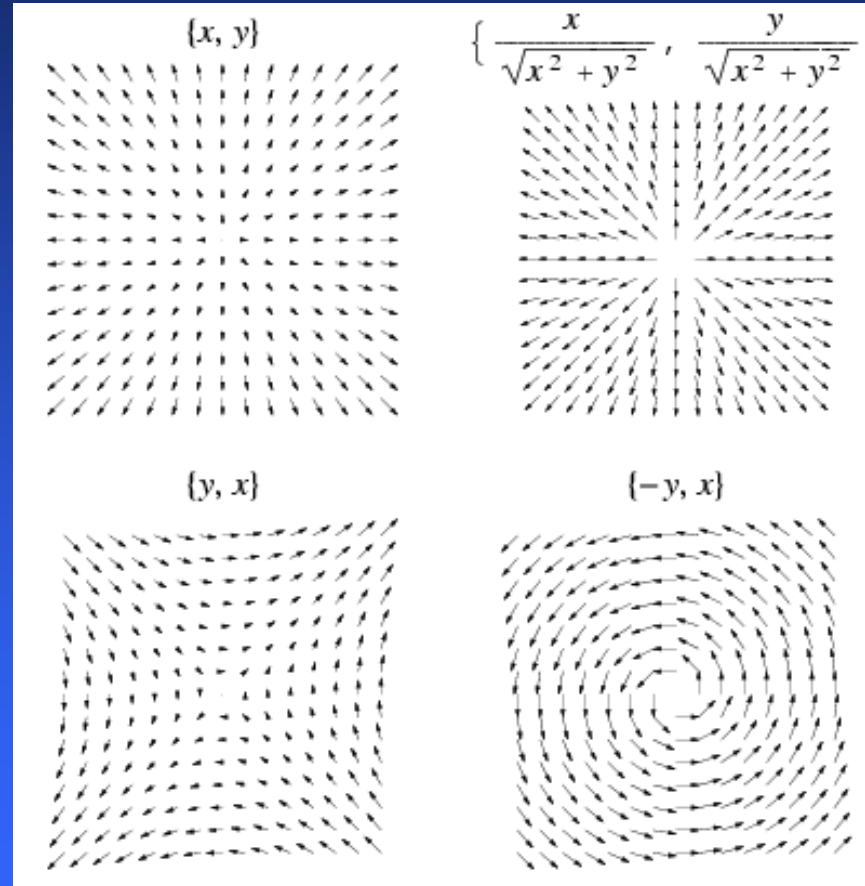 {x, y}
{ x / √(x² + y²) , y / √(x² + y²)
{y, x}
{−y, x}